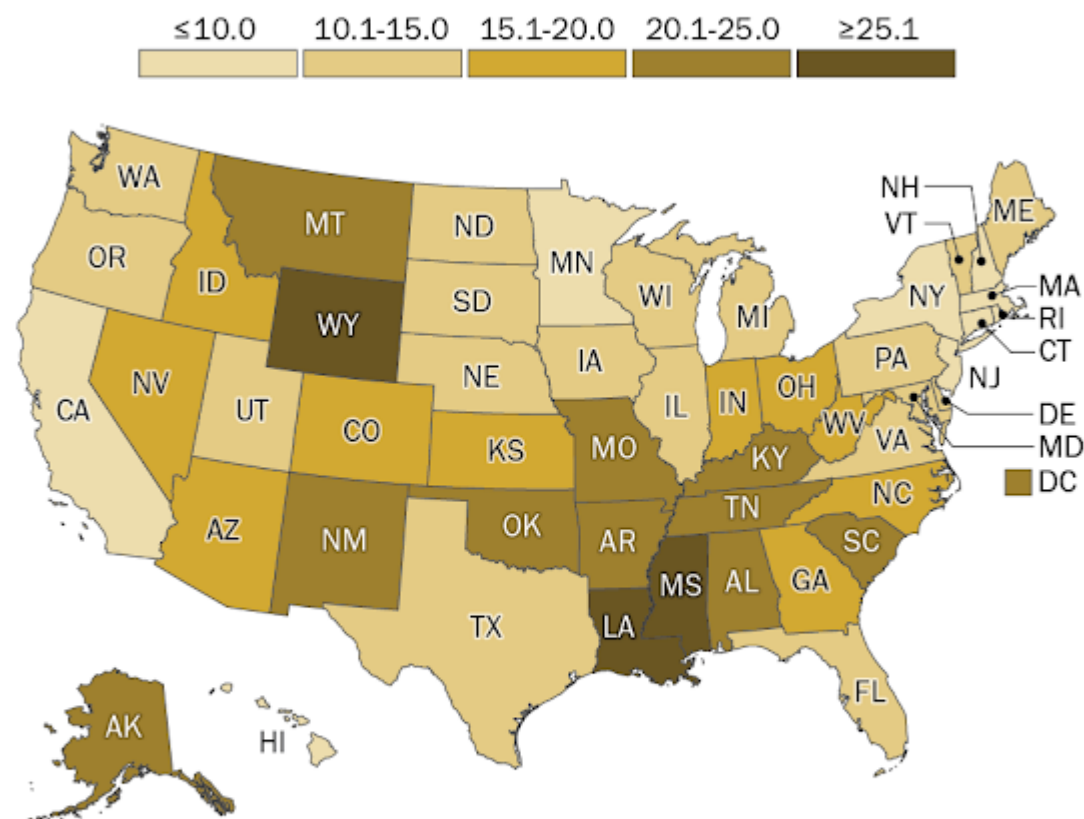 ≤10.0 10.1-15.0 15.1-20.0 20.1-25.0 ≥25.1
WA
MT
ND
NH
ME
VT
OR
ID
MN
SD
WI
NY
MA
WY
MI
RI
CT
IA
PA
NE
NV
NJ
UT
OH
IL
IN
CA
DE
CO
WV
VA
KS
MO
MD
KY
DC
NC
TN
AZ
OK
NM
AR
SC
MS
AL
GA
TX
LA
FL
AK
HI